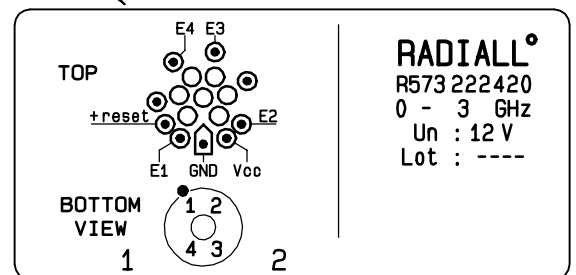 E4 E3
TOP
+reset
E2
E1 GND Vcc
BOTTOM
VIEW
1 2
4 3
1 2
RADIALL°
R573 222420
0 - 3 GHz
Un : 12 V
Lot : ----